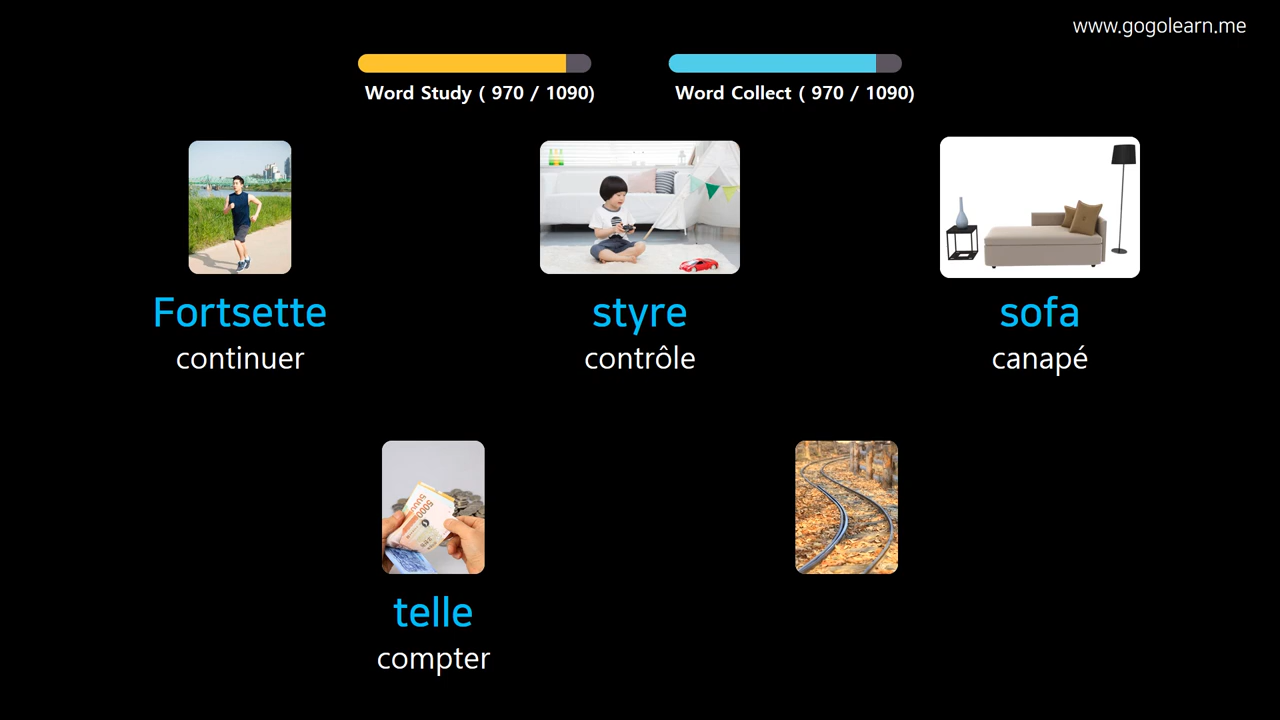 www.gogolearn.me
Word Study ( 970 / 1090)
Word Collect ( 970 / 1090)
Fortsette
continuer
styre
contrôle
sofa
canapé
telle
compter
5000